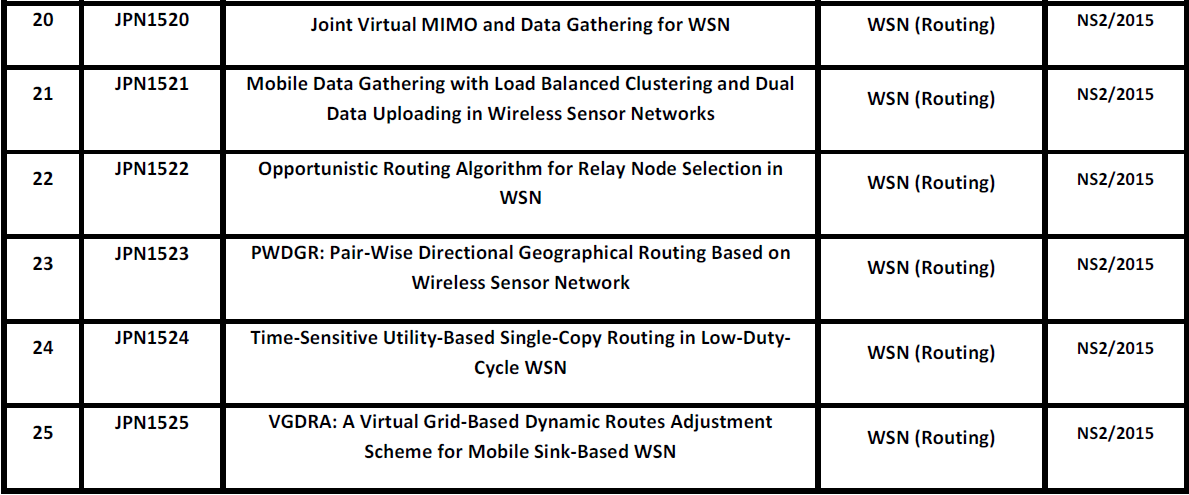 20 JPN1520 Joint Virtual MIMO and Data Gathering for WSN WSN (Routing) NS2/2015
21 JPN1521 Mobile Data Gathering with Load Balanced Clustering and Dual
Data Uploading in Wireless Sensor Networks WSN (Routing) NS2/2015
22 JPN1522 Opportunistic Routing Algorithm for Relay Node Selection in
WSN WSN (Routing) NS2/2015
23 JPN1523 PWDGR: Pair-Wise Directional Geographical Routing Based on
Wireless Sensor Network WSN (Routing) NS2/2015
24 JPN1524 Time-Sensitive Utility-Based Single-Copy Routing in Low-Duty-
Cycle WSN WSN (Routing) NS2/2015
25 JPN1525 VGDRA: A Virtual Grid-Based Dynamic Routes Adjustment
Scheme for Mobile Sink-Based WSN WSN (Routing) NS2/2015